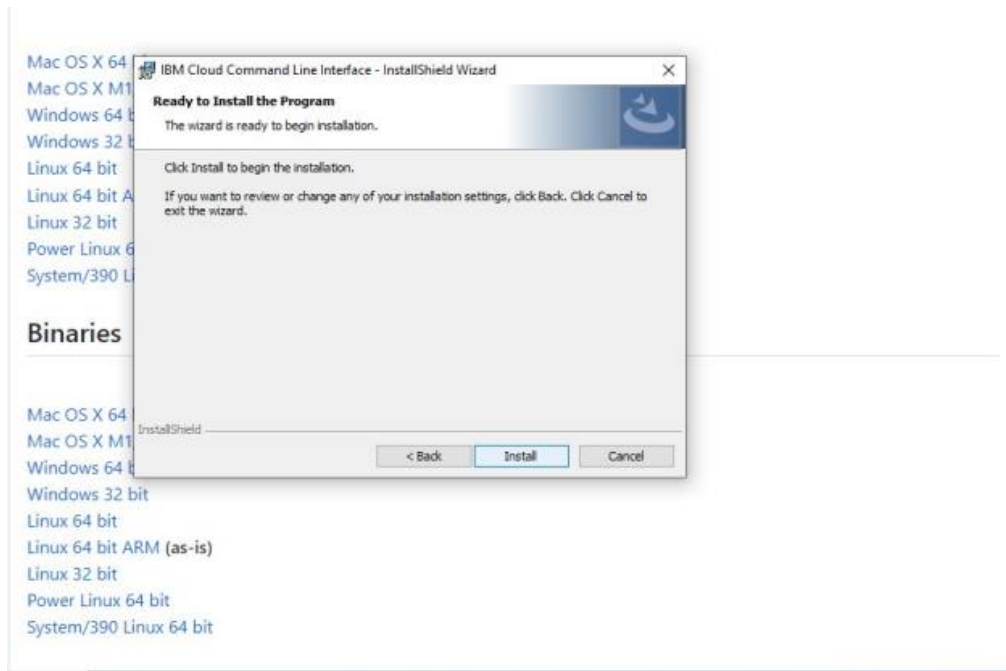 Mac OS X 64
Mac OS X M1
Windows 64
Windows 32
Linux 64 bit
Linux 64 bit A
Linux 32 bit
Power Linux 6
System/390 Li
IBM Cloud Command Line Interface - InstallShield Wizard
Ready to Install the Program
The wizard is ready to begin installation.
Click Install to begin the installation.
If you want to review or change any of your installation settings, click Back. Click Cancel to
exit the wizard.
InstallShield
< Back Install Cancel
Binaries
Mac OS X 64
Mac OS X M1
Windows 64
Windows 32 bit
Linux 64 bit
Linux 64 bit ARM (as-is)
Linux 32 bit
Power Linux 64 bit
System/390 Linux 64 bit